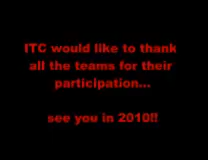 ITC would like to thank
all the teams for their
participation...
see you in 2010!!